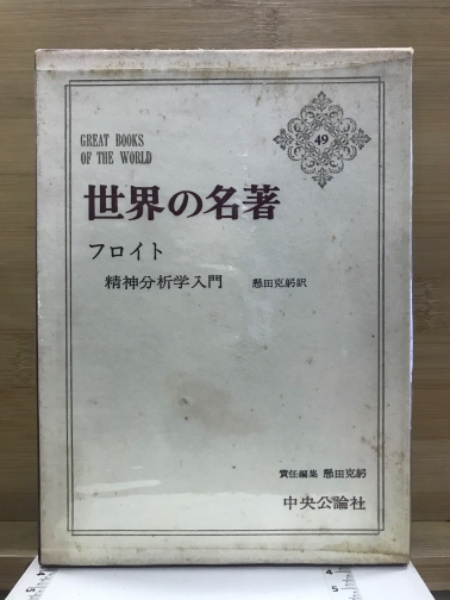 GREAT BOOKS
OF THE WORLD
49
世界の名著
フロイト
精神分析学入門 懸田克躬訳
責任編集 懸田克躬
中央公論社
5
5